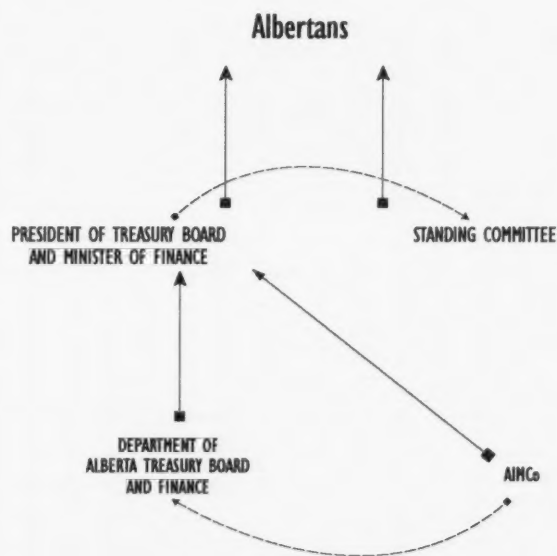 Albertans
PRESIDENT OF TREASURY BOARD
AND MINISTER OF FINANCE
STANDING COMMITTEE
DEPARTMENT OF
ALBERTA TREASURY BOARD
AND FINANCE
AIMCo